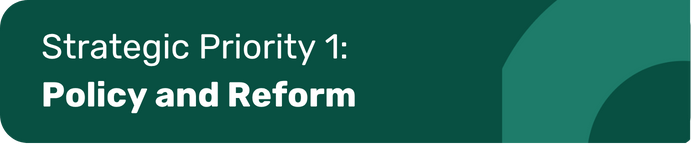 Strategic Priority 1:
Policy and Reform